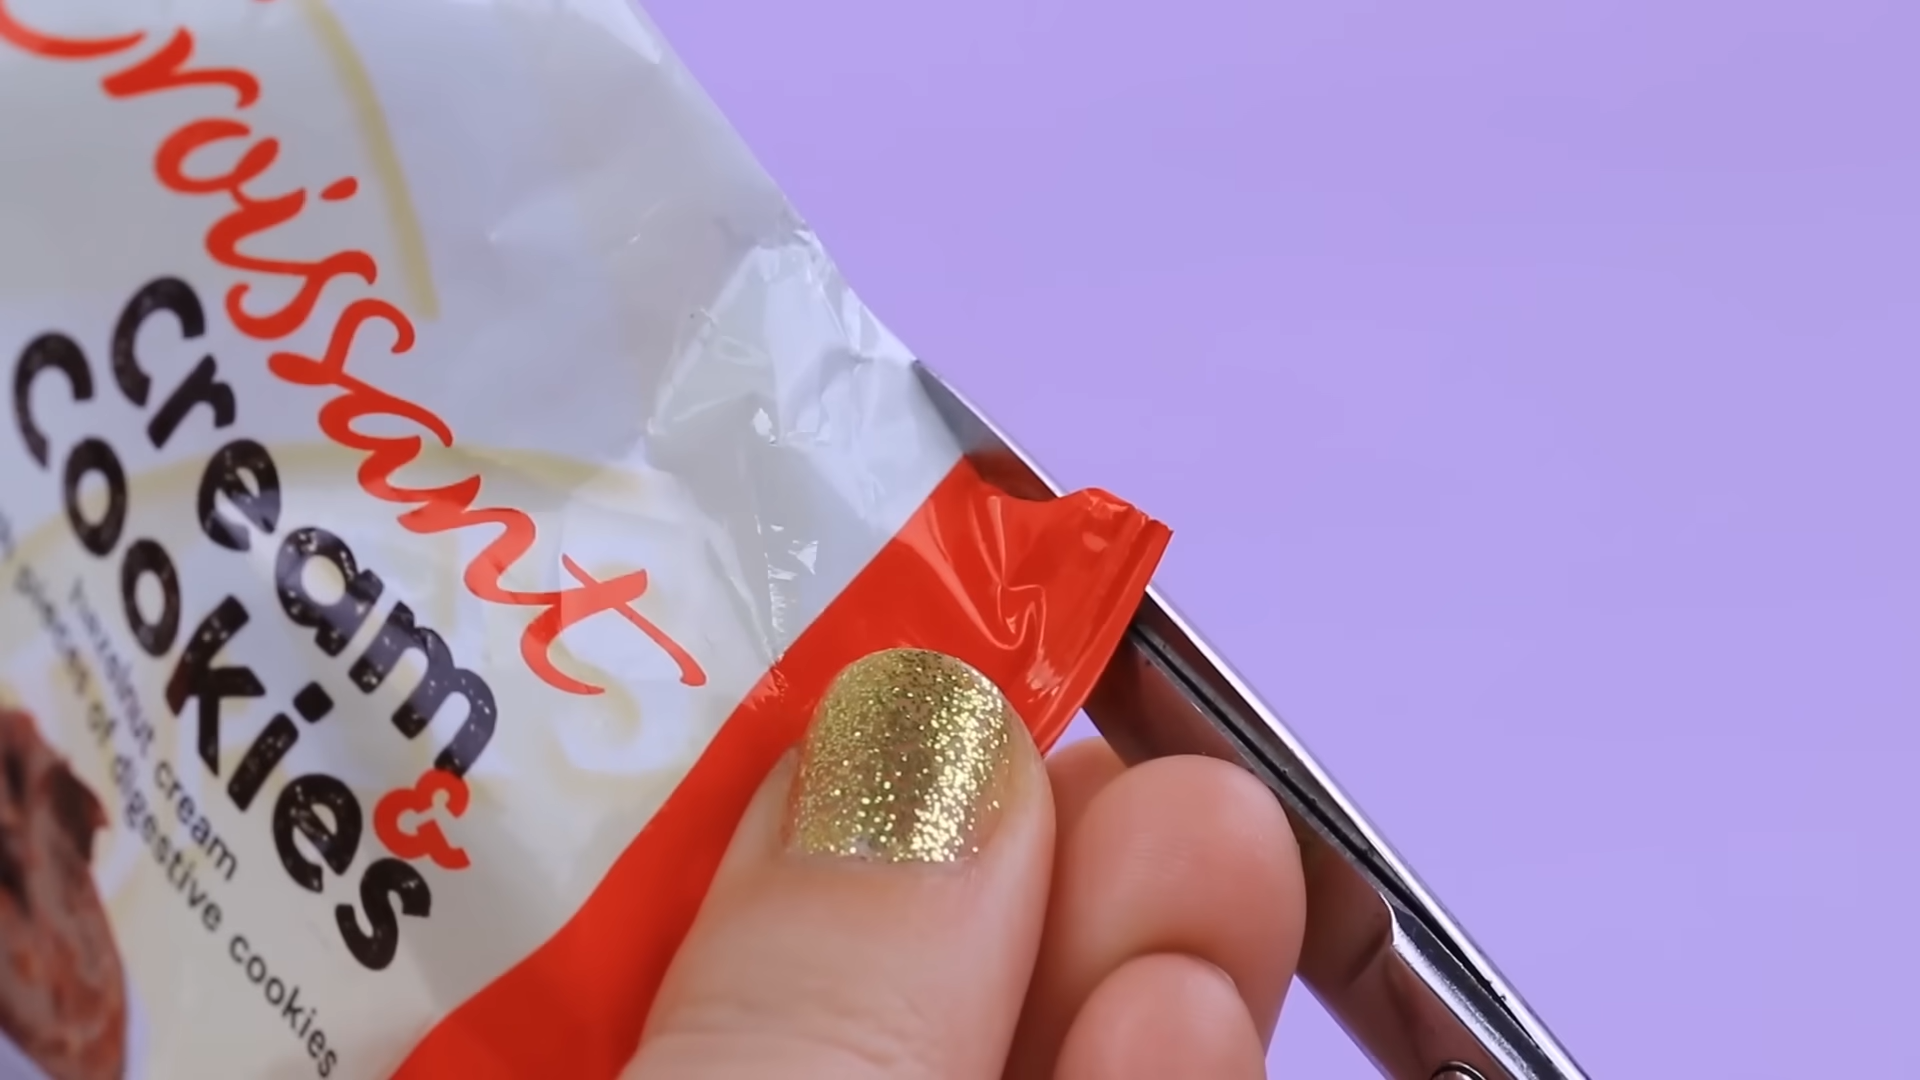 Croissant
cream &
cookies
hazelnut cream
pieces of digestive cookies